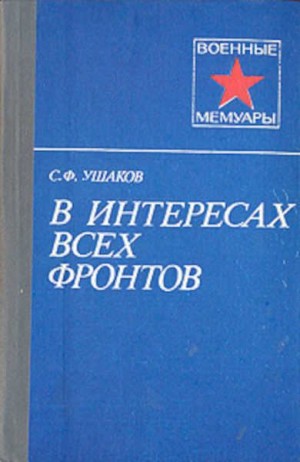 ВОЕННЫЕ
МЕМУАРЫ
С.Ф. УШАКОВ
В ИНТЕРЕСАХ
ВСЕХ
ФРОНТОВ